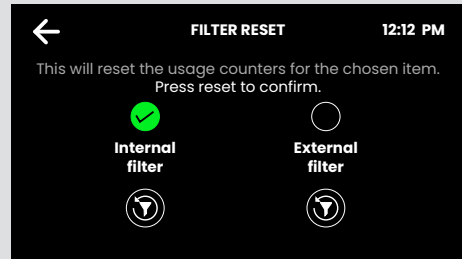 FILTER RESET 12:12 PM
This will reset the usage counters for the chosen item.
Press reset to confirm.
Internal External
filter filter